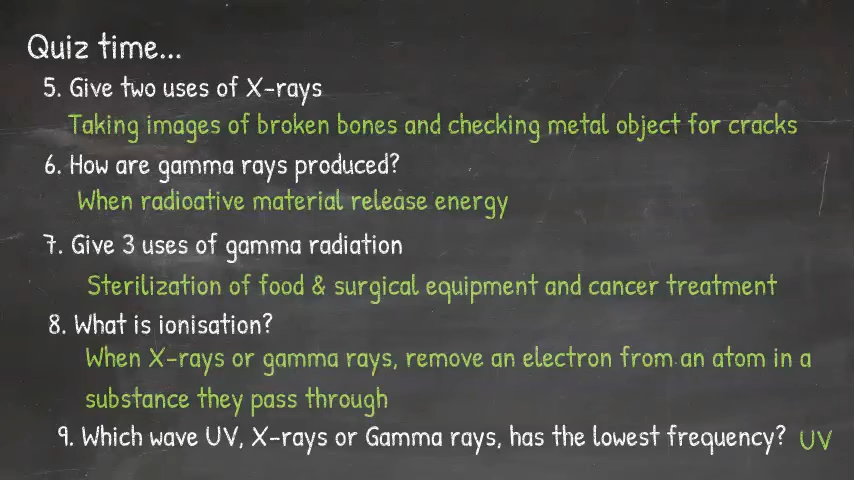 Quiz time...
5. Give two uses of X-rays
Taking images of broken bones and checking metal object for cracks
6. How are gamma rays produced?
When radioative material release energy
7. Give 3 uses of gamma radiation
Sterilization of food & surgical equipment and cancer treatment
8. What is ionisation?
When X-rays or gamma rays, remove an electron from an atom in a
substance they pass through
9. Which wave UV, X-rays or Gamma rays, has the lowest frequency? UV